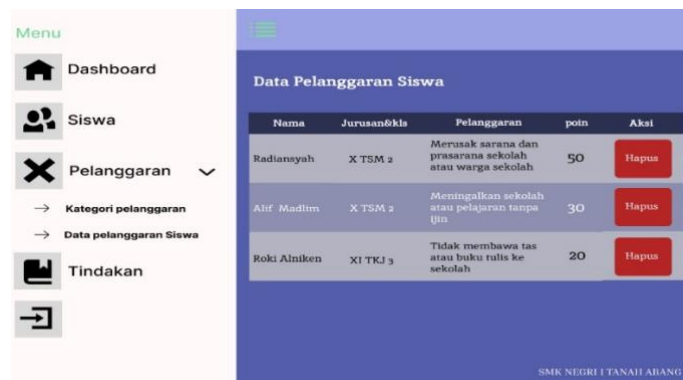 Menu
Dashboard
Siswa
Pelanggaran
Kategori pelanggaran
Data pelanggaran Siswa
Tindakan
Data Pelanggaran Siswa
Nama Jurusan&kls Pelanggaran poin Aksi
Radiansyah X TSM 2 Merusak sarana dan
prasarana sekolah
atau warga sekolah 50 Hapus
Alif Madlim X TSM 2 Meningalkan sekolah
atau pelajaran tanpa
ijin 30 Hapus
Roki Alniken XI TKJ 3 Tidak membawa tas
atau buku tulis ke
sekolah 20 Hapus
SMK NEGRI 1 TANAH ABANG